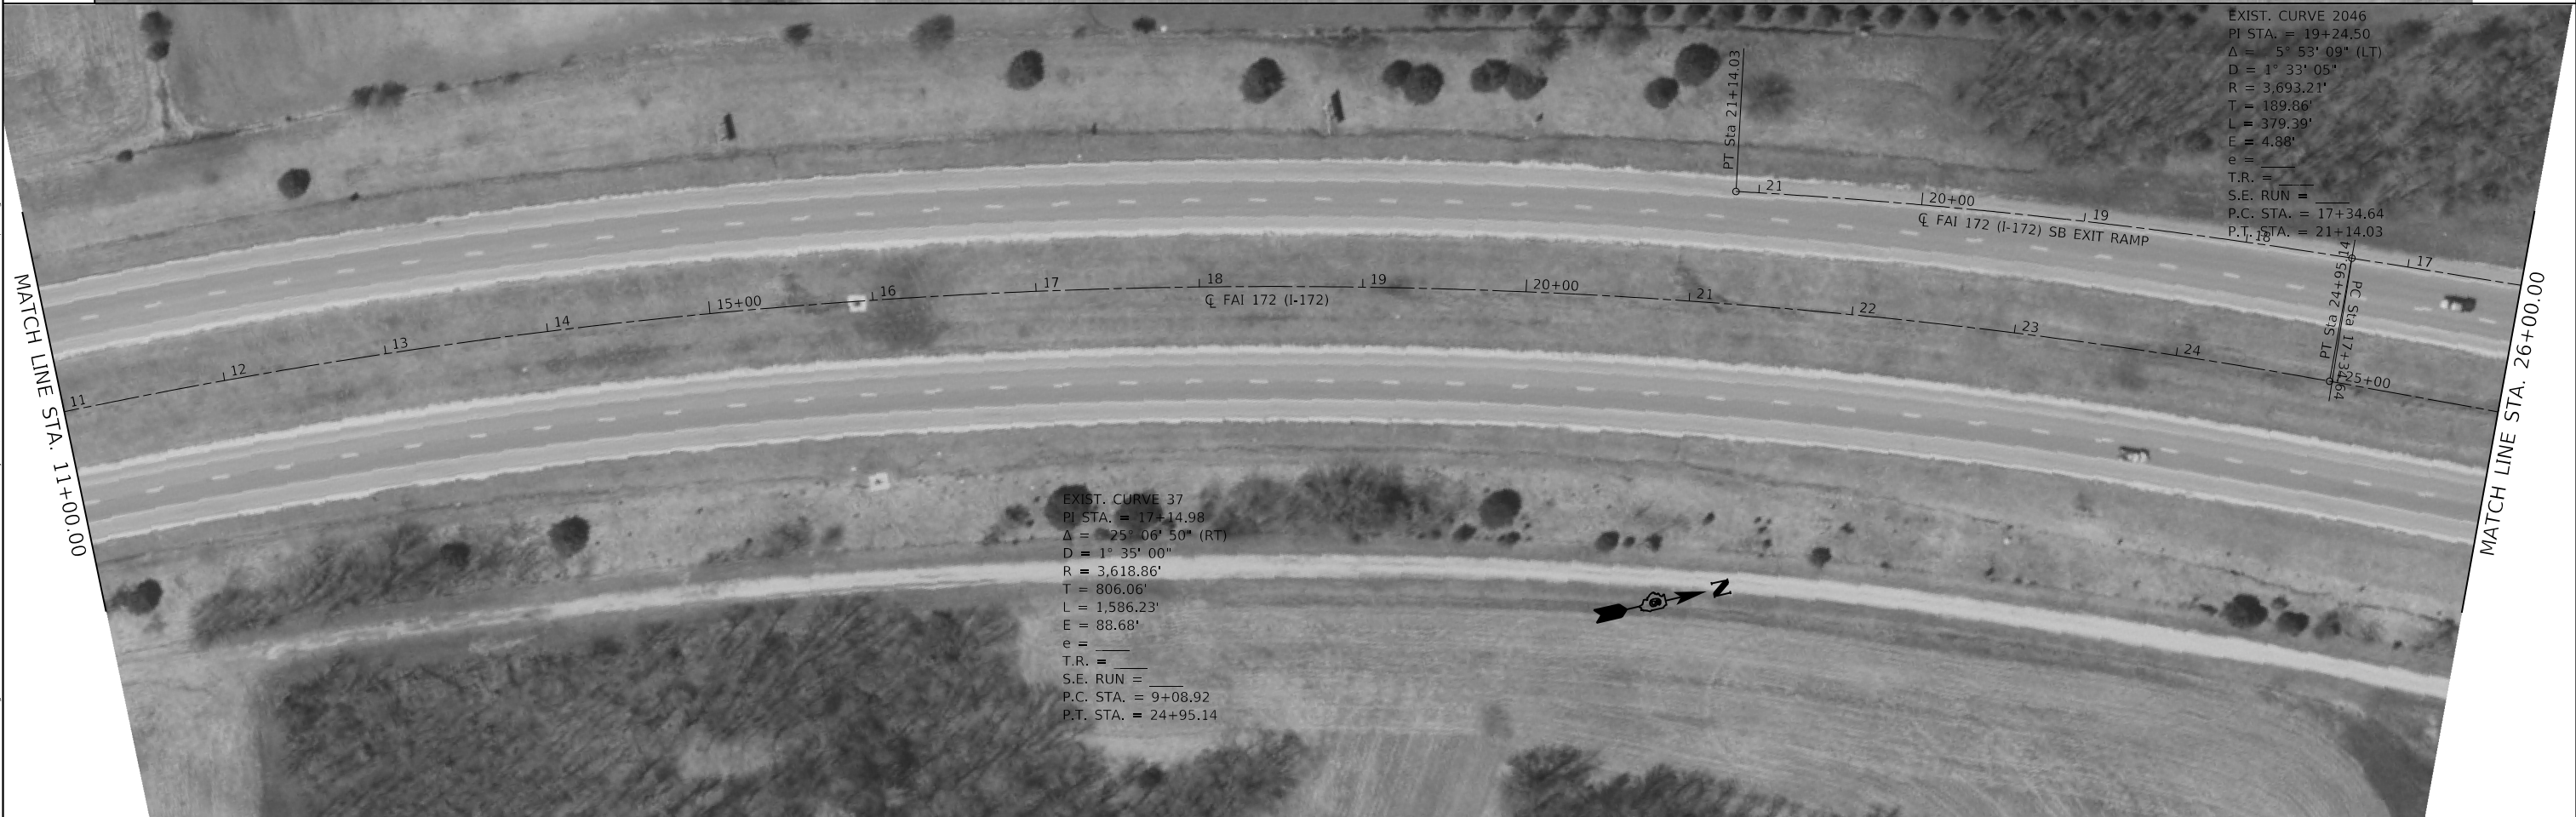 EXIST. CURVE 2046
PI STA. = 19+24.50
Δ = 5° 53' 09" (LT)
D = 1° 33' 05"
R = 3,693.21'
T = 189.86'
L = 379.39'
E = 4.88'
e = ____
T.R. = ____
S.E. RUN = ____
P.C. STA. = 17+34.64
P.T. STA. = 21+14.03
PT Sta 21+14.03
21
20+00
19
18
17
℄ FAI 172 (I-172) SB EXIT RAMP
MATCH LINE STA. 11+00.00
11
12
13
14
15+00
16
17
18
19
20+00
21
22
23
24
25+00
℄ FAI 172 (I-172)
PT Sta 24+95.14
PC Sta 17+34.64
MATCH LINE STA. 26+00.00
EXIST. CURVE 37
PI STA. = 17+14.98
Δ = 25° 06' 50" (RT)
D = 1° 35' 00"
R = 3,618.86'
T = 806.06'
L = 1,586.23'
E = 88.68'
e = ____
T.R. = ____
S.E. RUN = ____
P.C. STA. = 9+08.92
P.T. STA. = 24+95.14
N